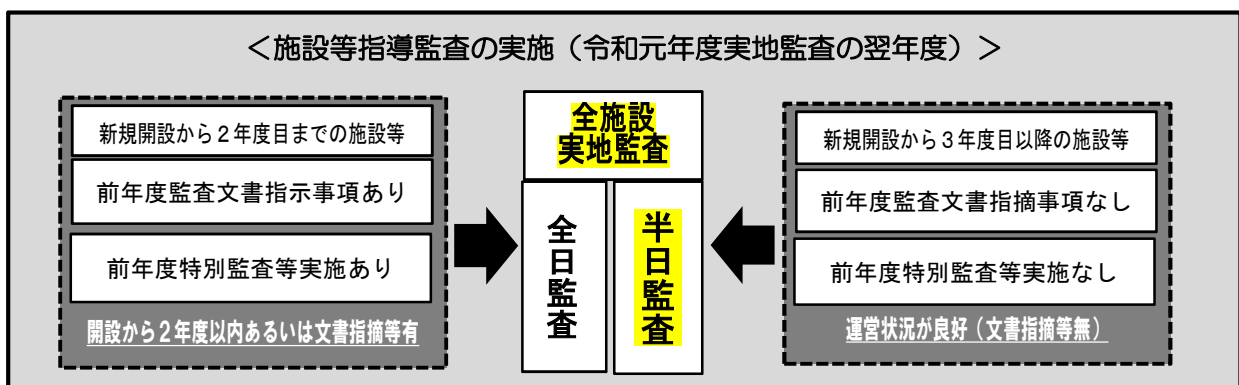 ＜施設等指導監査の実施（令和元年度実地監査の翌年度）＞
新規開設から２年度目までの施設等
前年度監査文書指示事項あり
前年度特別監査等実施あり
開設から２年度以内あるいは文書指摘等有
全施設
実地監査
全日監査
半日監査
新規開設から３年度目以降の施設等
前年度監査文書指摘事項なし
前年度特別監査等実施なし
運営状況が良好（文書指摘等無）